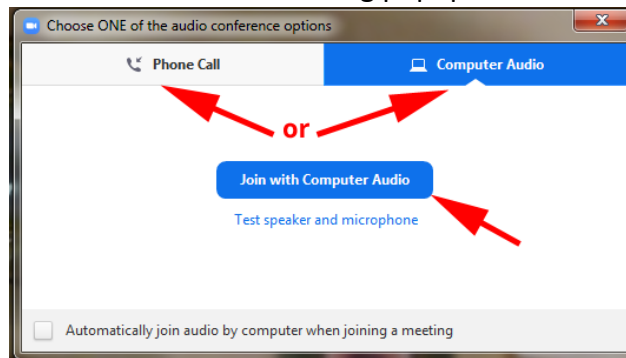 Choose ONE of the audio conference options
Phone Call
Computer Audio
or
Join with Computer Audio
Test speaker and microphone
Automatically join audio by computer when joining a meeting